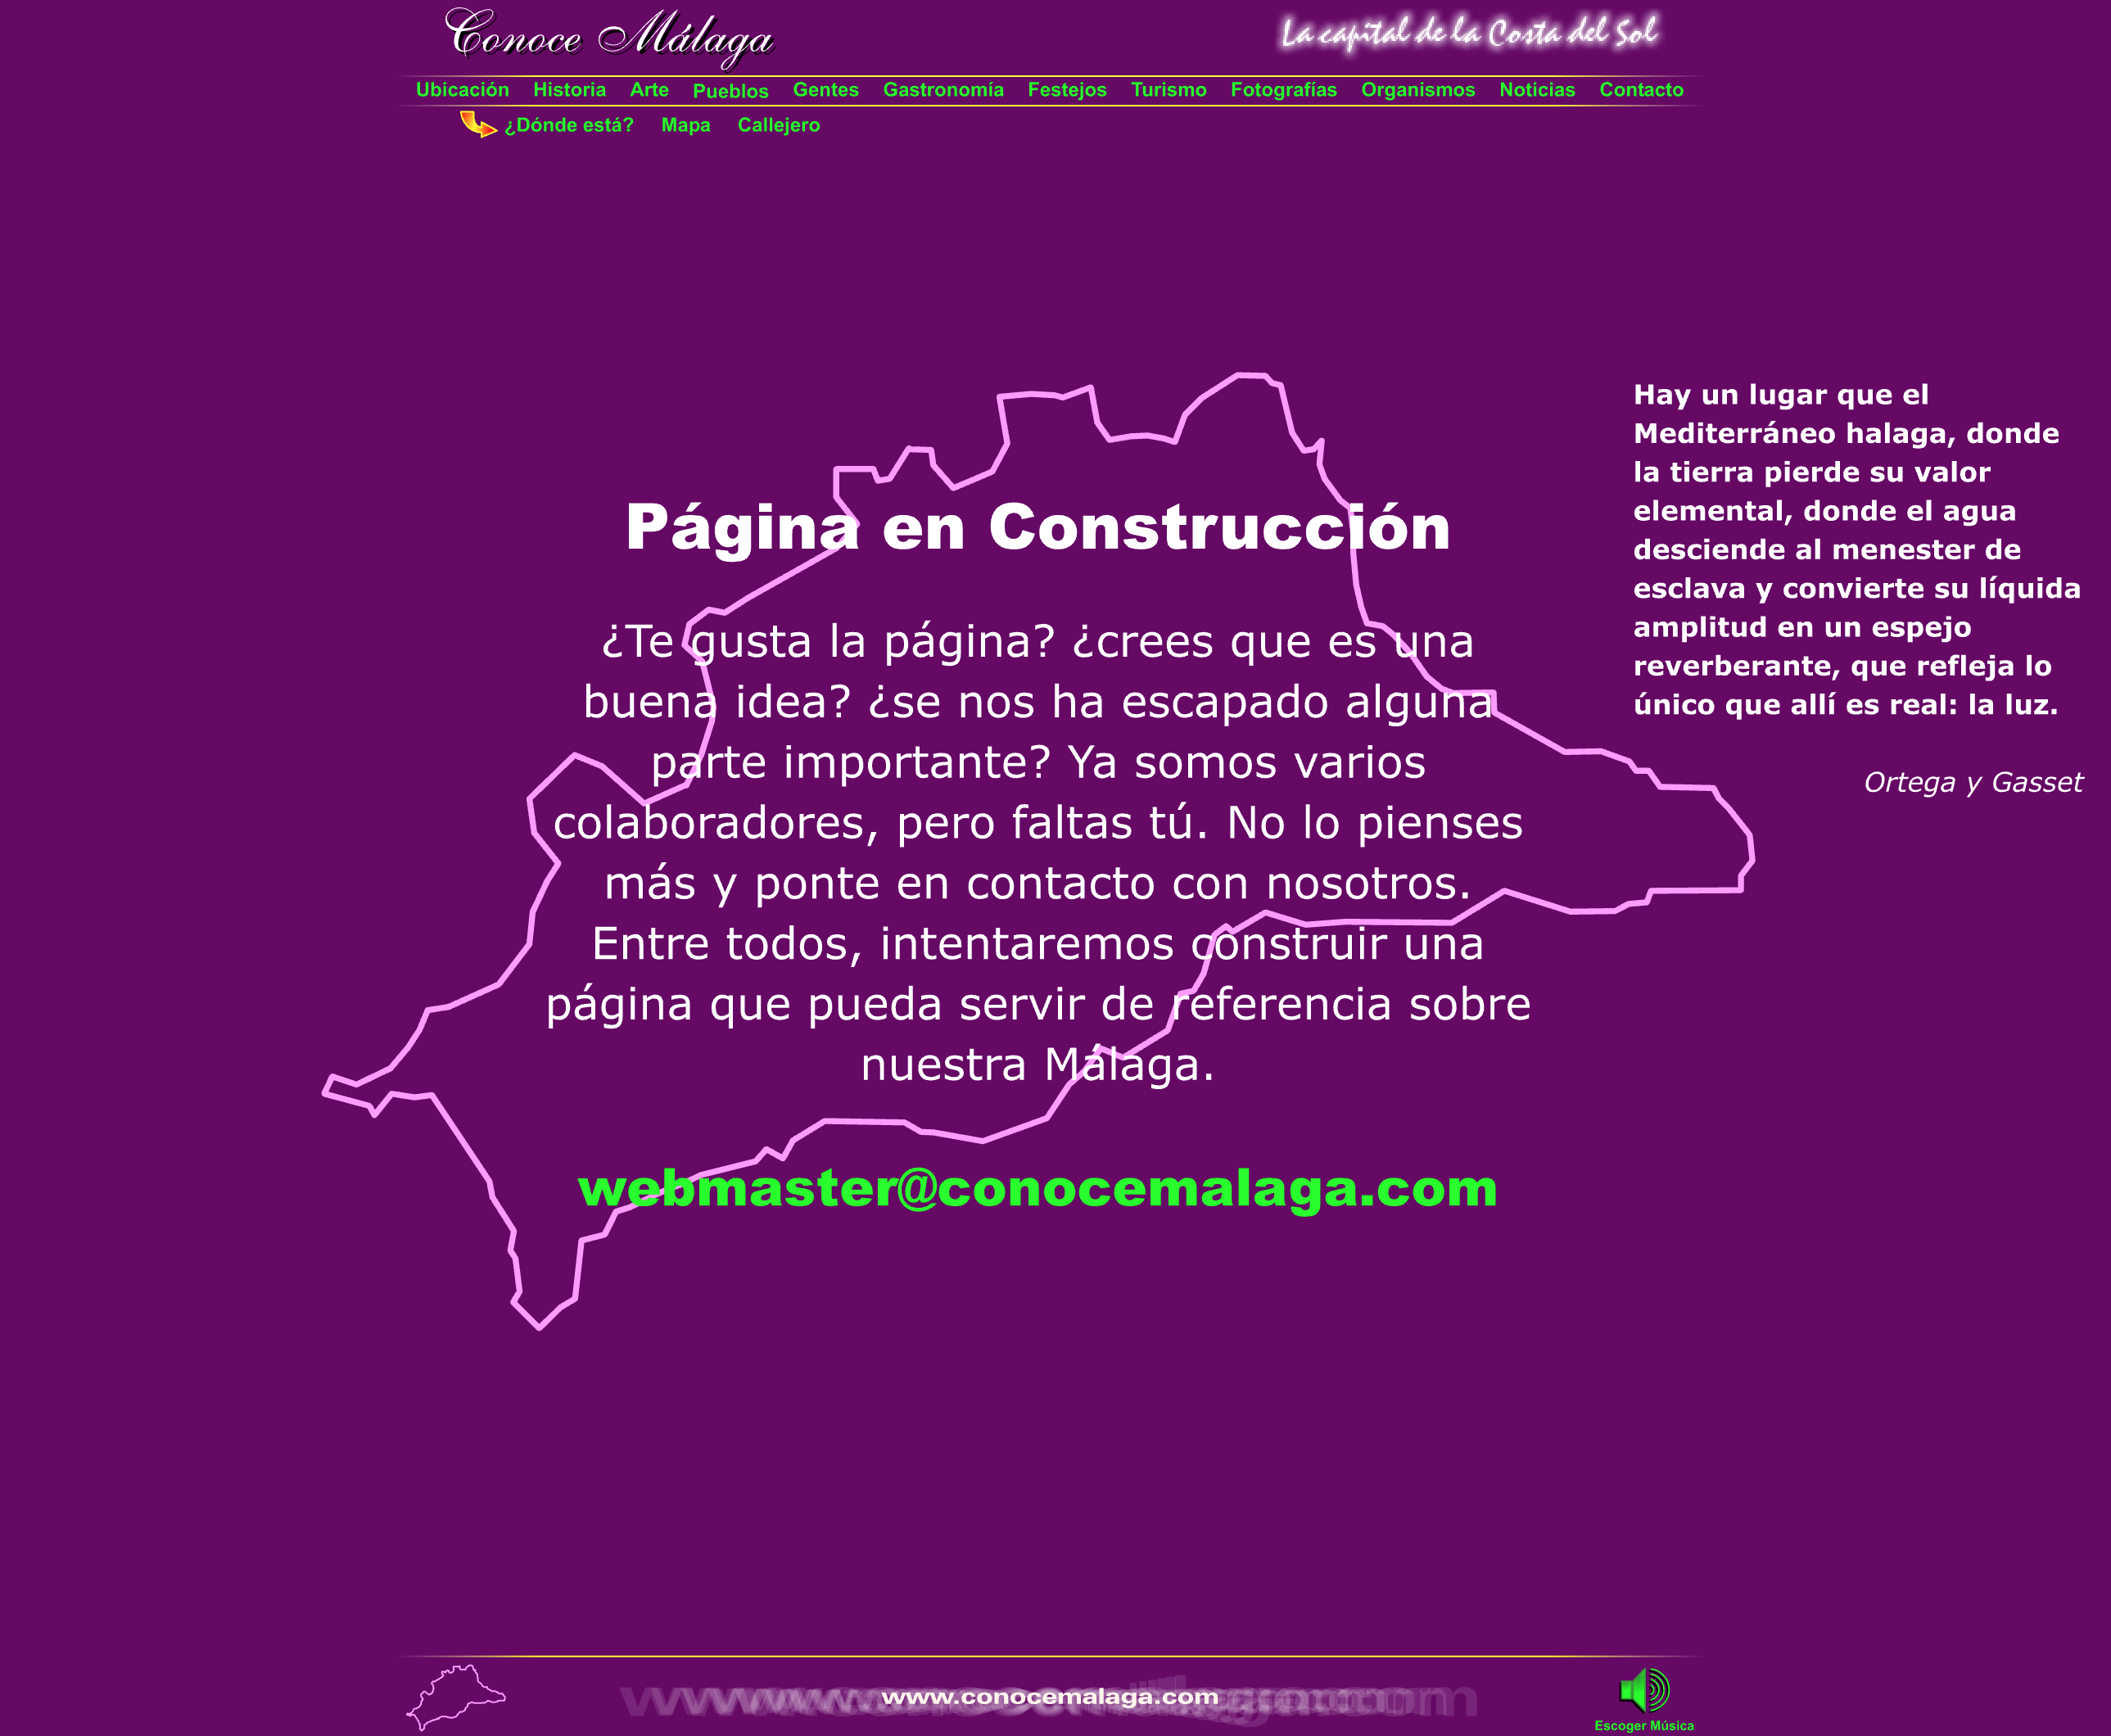 Conoce Málaga
La capital de la Costa del Sol
Ubicación Historia Arte Pueblos Gentes Gastronomía Festejos Turismo Fotografías Organismos Noticias Contacto
¿Dónde está? Mapa Callejero
Página en Construcción
¿Te gusta la página? ¿crees que es una
buena idea? ¿se nos ha escapado alguna
parte importante? Ya somos varios
colaboradores, pero faltas tú. No lo pienses
más y ponte en contacto con nosotros.
Entre todos, intentaremos construir una
página que pueda servir de referencia sobre
nuestra Málaga.
webmaster@conocemalaga.com
Hay un lugar que el
Mediterráneo halaga, donde
la tierra pierde su valor
elemental, donde el agua
desciende al menester de
esclava y convierte su líquida
amplitud en un espejo
reverberante, que refleja lo
único que allí es real: la luz.
Ortega y Gasset
www.conocemalaga.com
Escoger Música